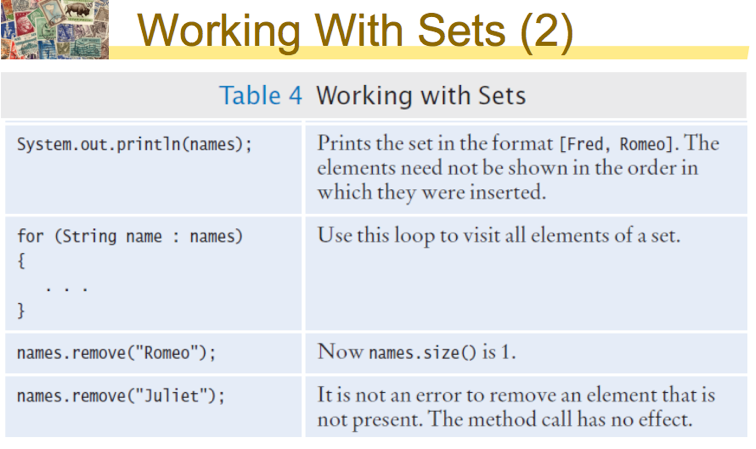 Working With Sets (2)
Table 4 Working with Sets
System.out.println(names);
Prints the set in the format [Fred, Romeo]. The
elements need not be shown in the order in
which they were inserted.
for (String name : names)
{
. . .
}
Use this loop to visit all elements of a set.
names.remove("Romeo");
Now names.size() is 1.
names.remove("Juliet");
It is not an error to remove an element that is
not present. The method call has no effect.